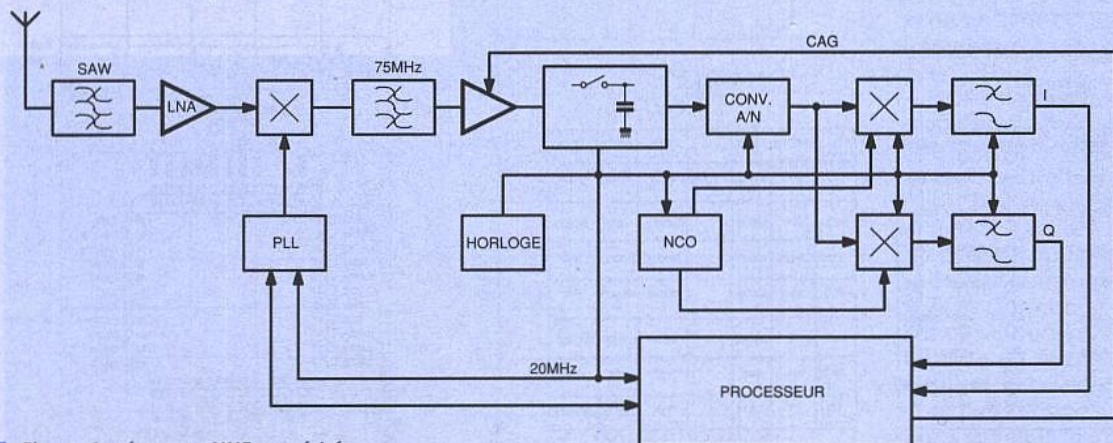 CAG
SAW
75MHz
LNA
CONV.
A/N
I
PLL
HORLOGE
NCO
Q
20MHz
PROCESSEUR